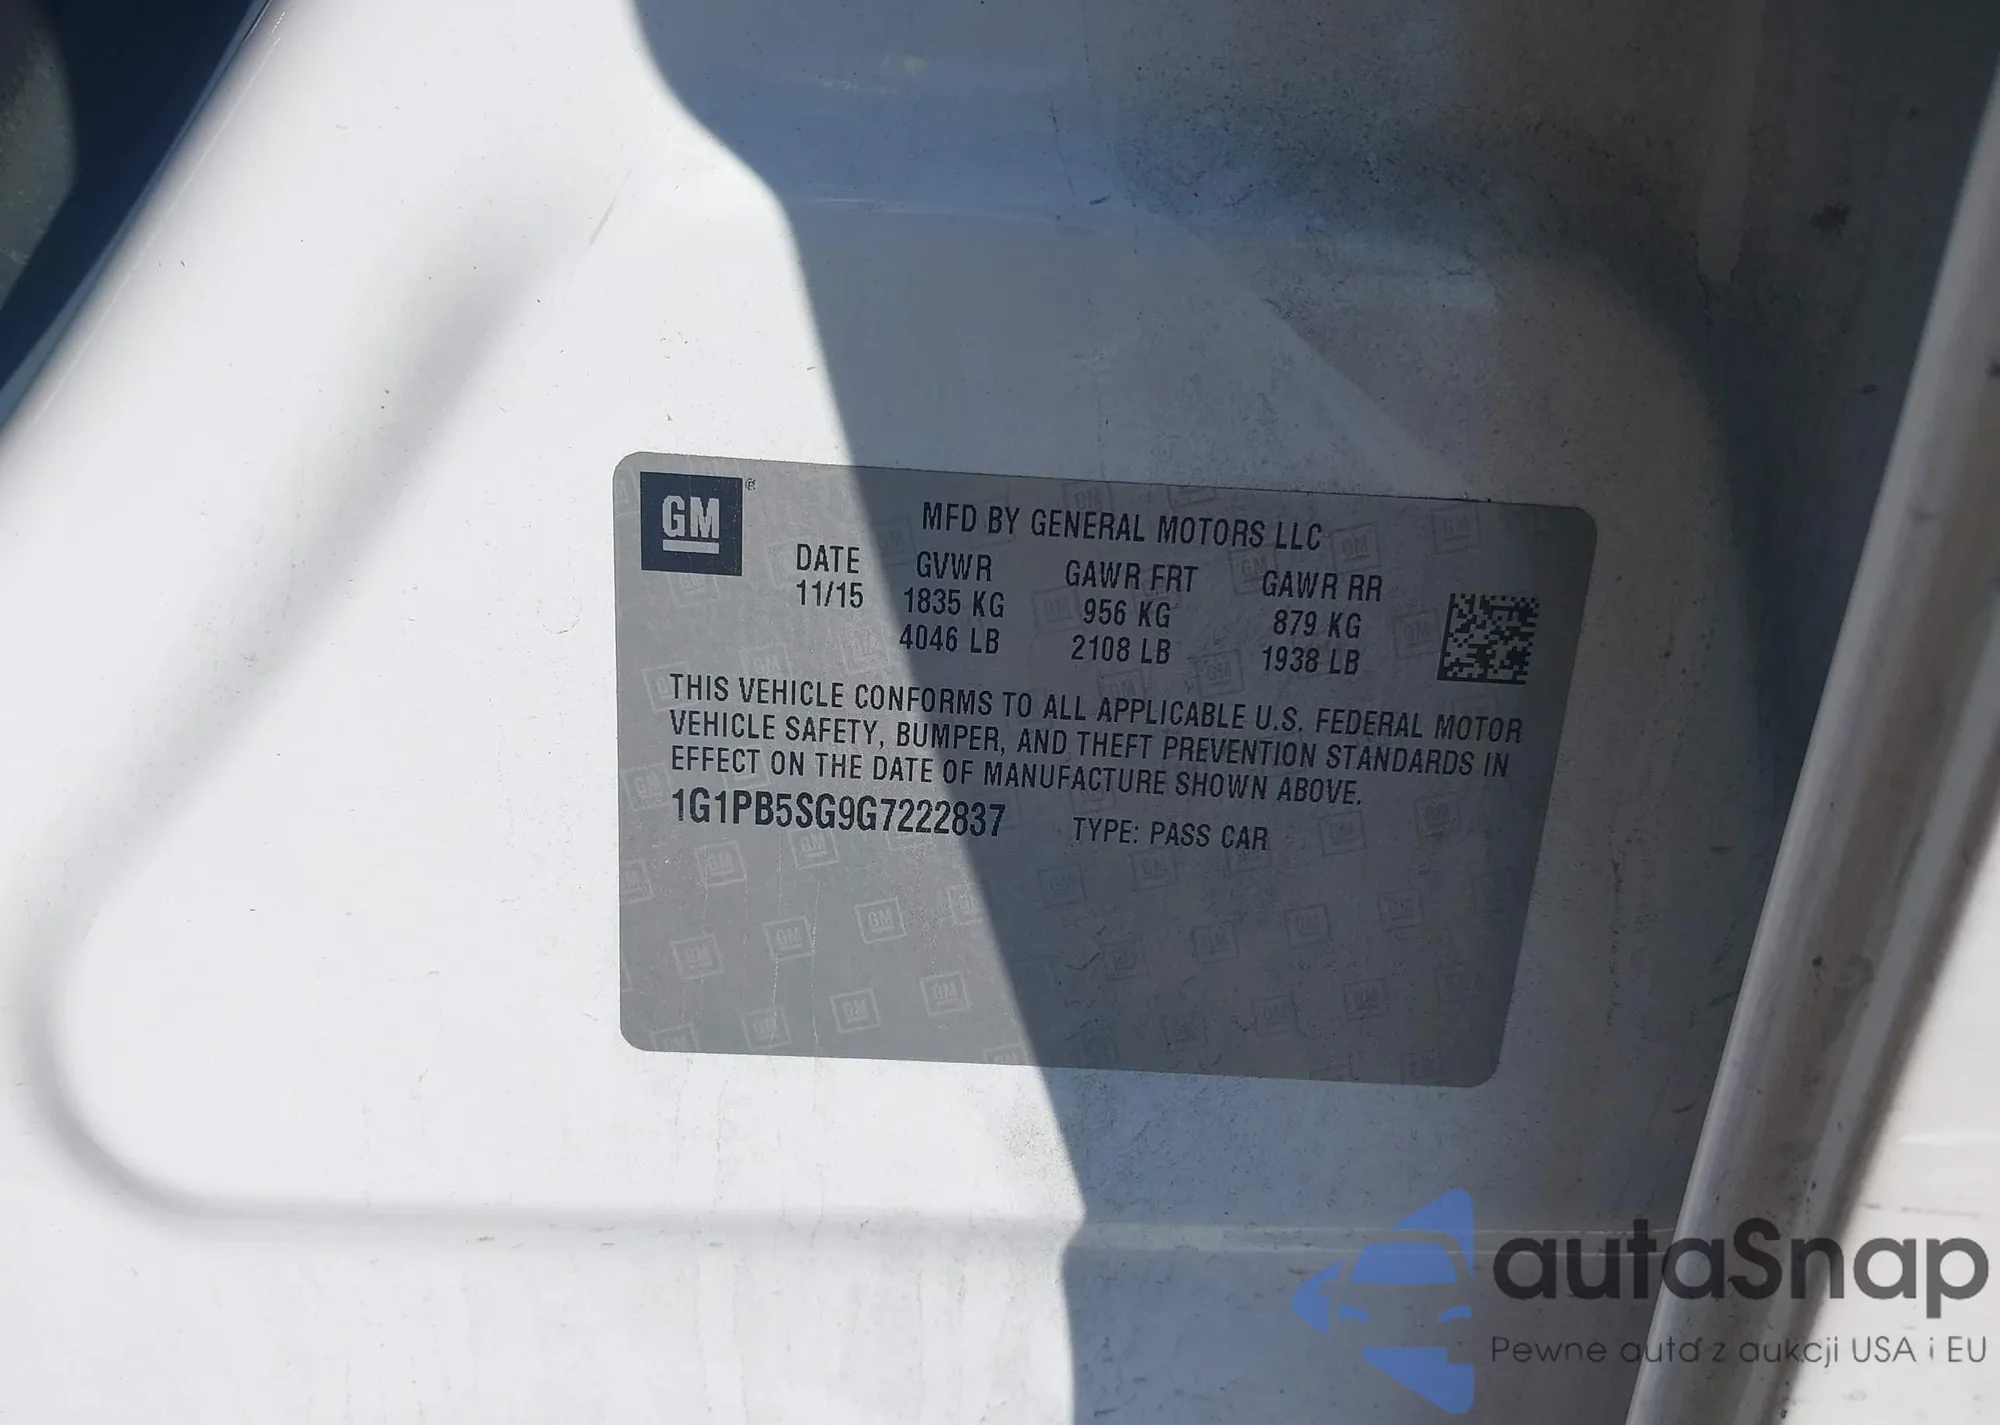 GM®
MFD BY GENERAL MOTORS LLC
DATE GVWR GAWR FRT GAWR RR
11/15 1835 KG 956 KG 879 KG
4046 LB 2108 LB 1938 LB
THIS VEHICLE CONFORMS TO ALL APPLICABLE U.S. FEDERAL MOTOR
VEHICLE SAFETY, BUMPER, AND THEFT PREVENTION STANDARDS IN
EFFECT ON THE DATE OF MANUFACTURE SHOWN ABOVE.
1G1PB5SG9G7222837 TYPE: PASS CAR
autaSnap
Pewne auta z aukcji USA i EU